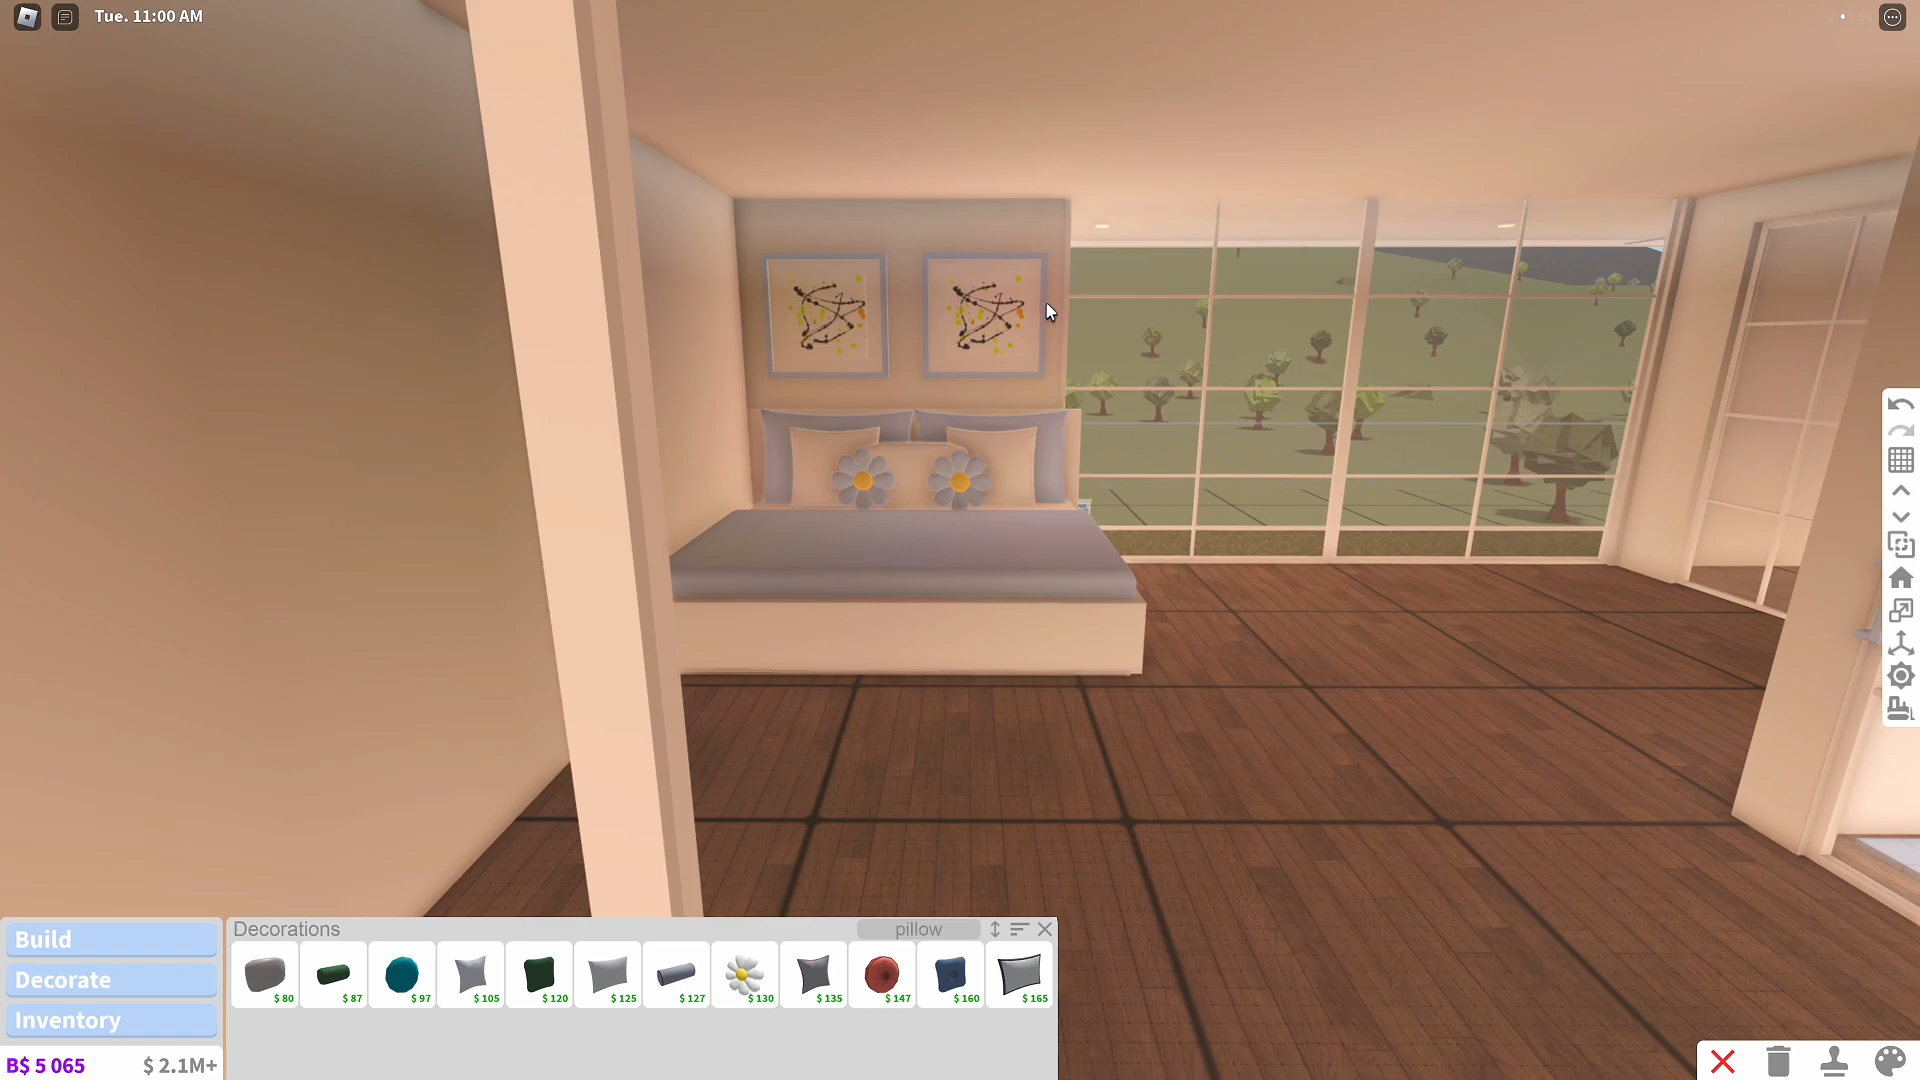 Tue. 11:00 AM
Build
Decorate
Inventory
B$ 5 065
$ 2.1M+
Decorations
pillow
$ 80
$ 87
$ 97
$ 105
$ 120
$ 125
$ 127
$ 130
$ 135
$ 147
$ 160
$ 165